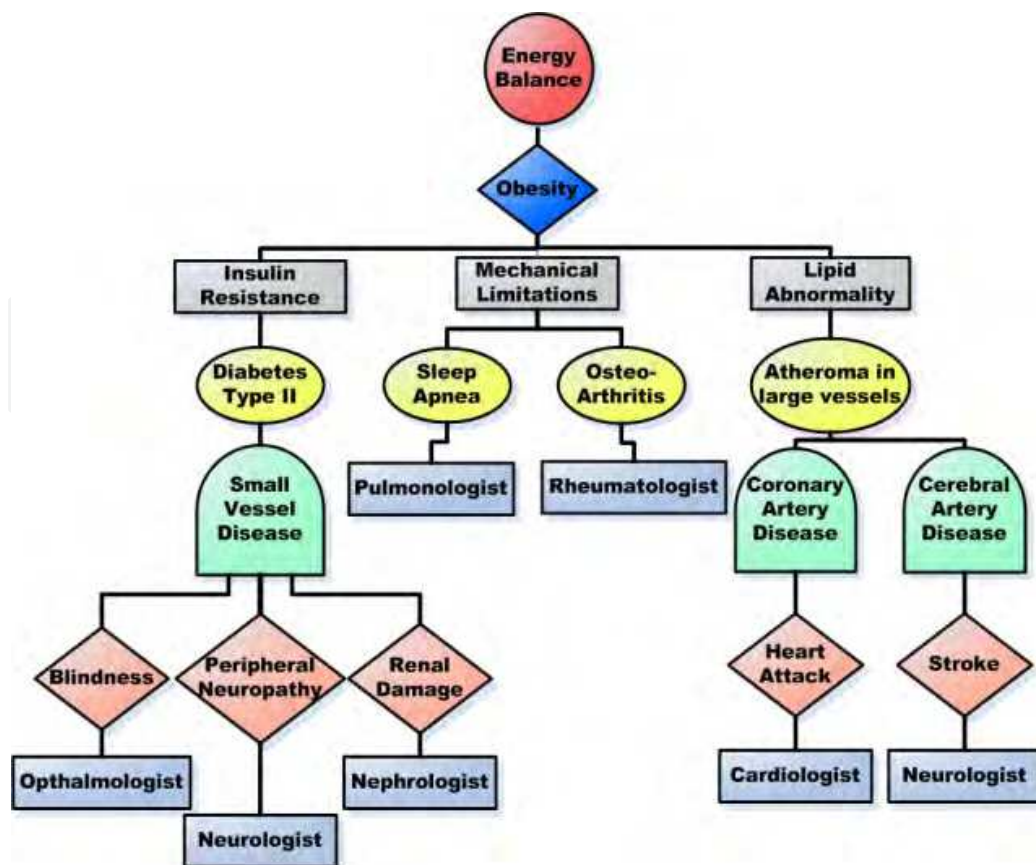 Energy
Balance
Obesity
Insulin
Resistance
Mechanical
Limitations
Lipid
Abnormality
Diabetes
Type II
Sleep
Apnea
Osteo-
Arthritis
Atheroma in
large vessels
Small
Vessel
Disease
Pulmonologist
Rheumatologist
Coronary
Artery
Disease
Cerebral
Artery
Disease
Blindness
Peripheral
Neuropathy
Renal
Damage
Heart
Attack
Stroke
Opthalmologist
Neurologist
Nephrologist
Cardiologist
Neurologist